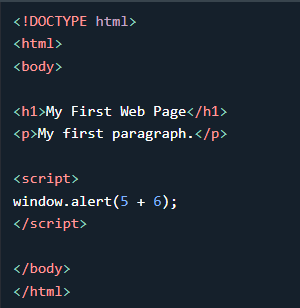 <!DOCTYPE html>
<html>
<body>
<h1>My First Web Page</h1>
<p>My first paragraph.</p>
<script>
window.alert(5 + 6);
</script>
</body>
</html>